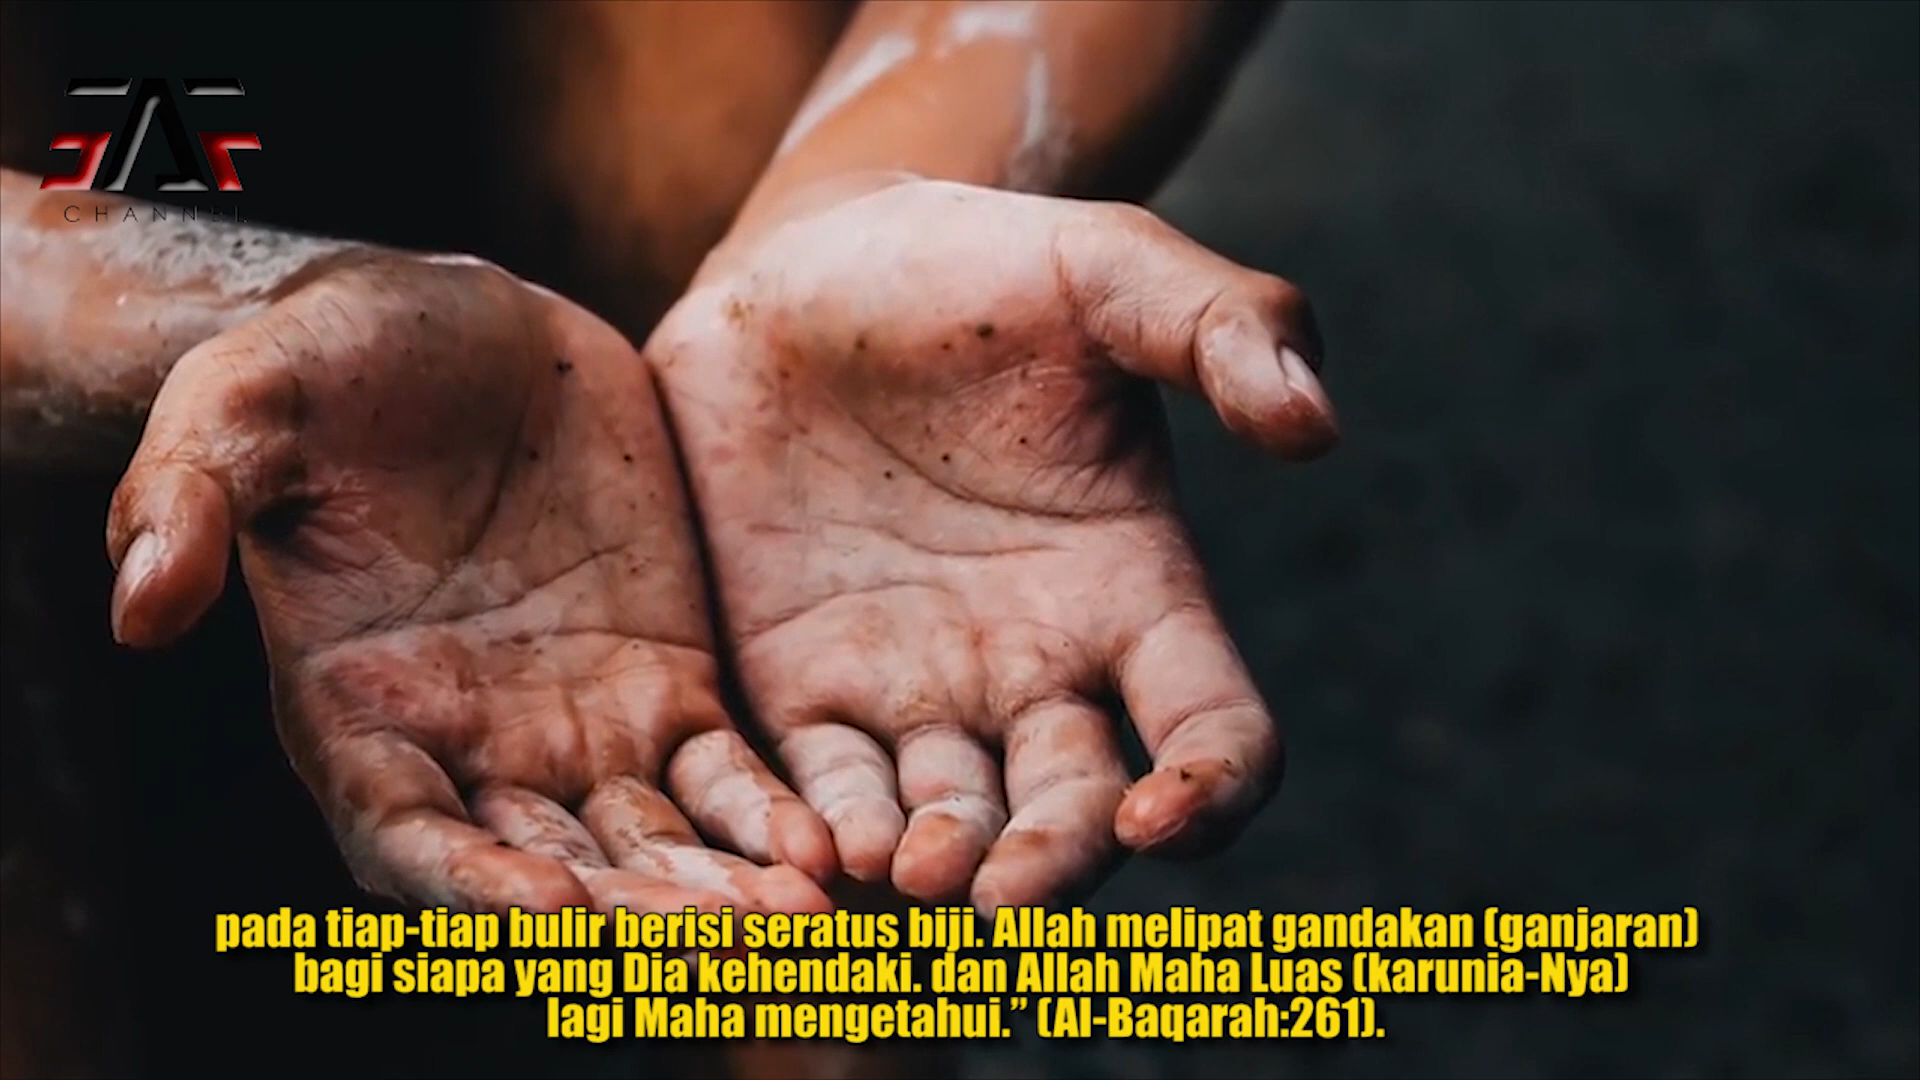 CHANNEL
pada tiap-tiap bulir berisi seratus biji. Allah melipat gandakan (ganjaran)
bagi siapa yang Dia kehendaki. dan Allah Maha Luas (karunia-Nya)
lagi Maha mengetahui.” (Al-Baqarah:261).